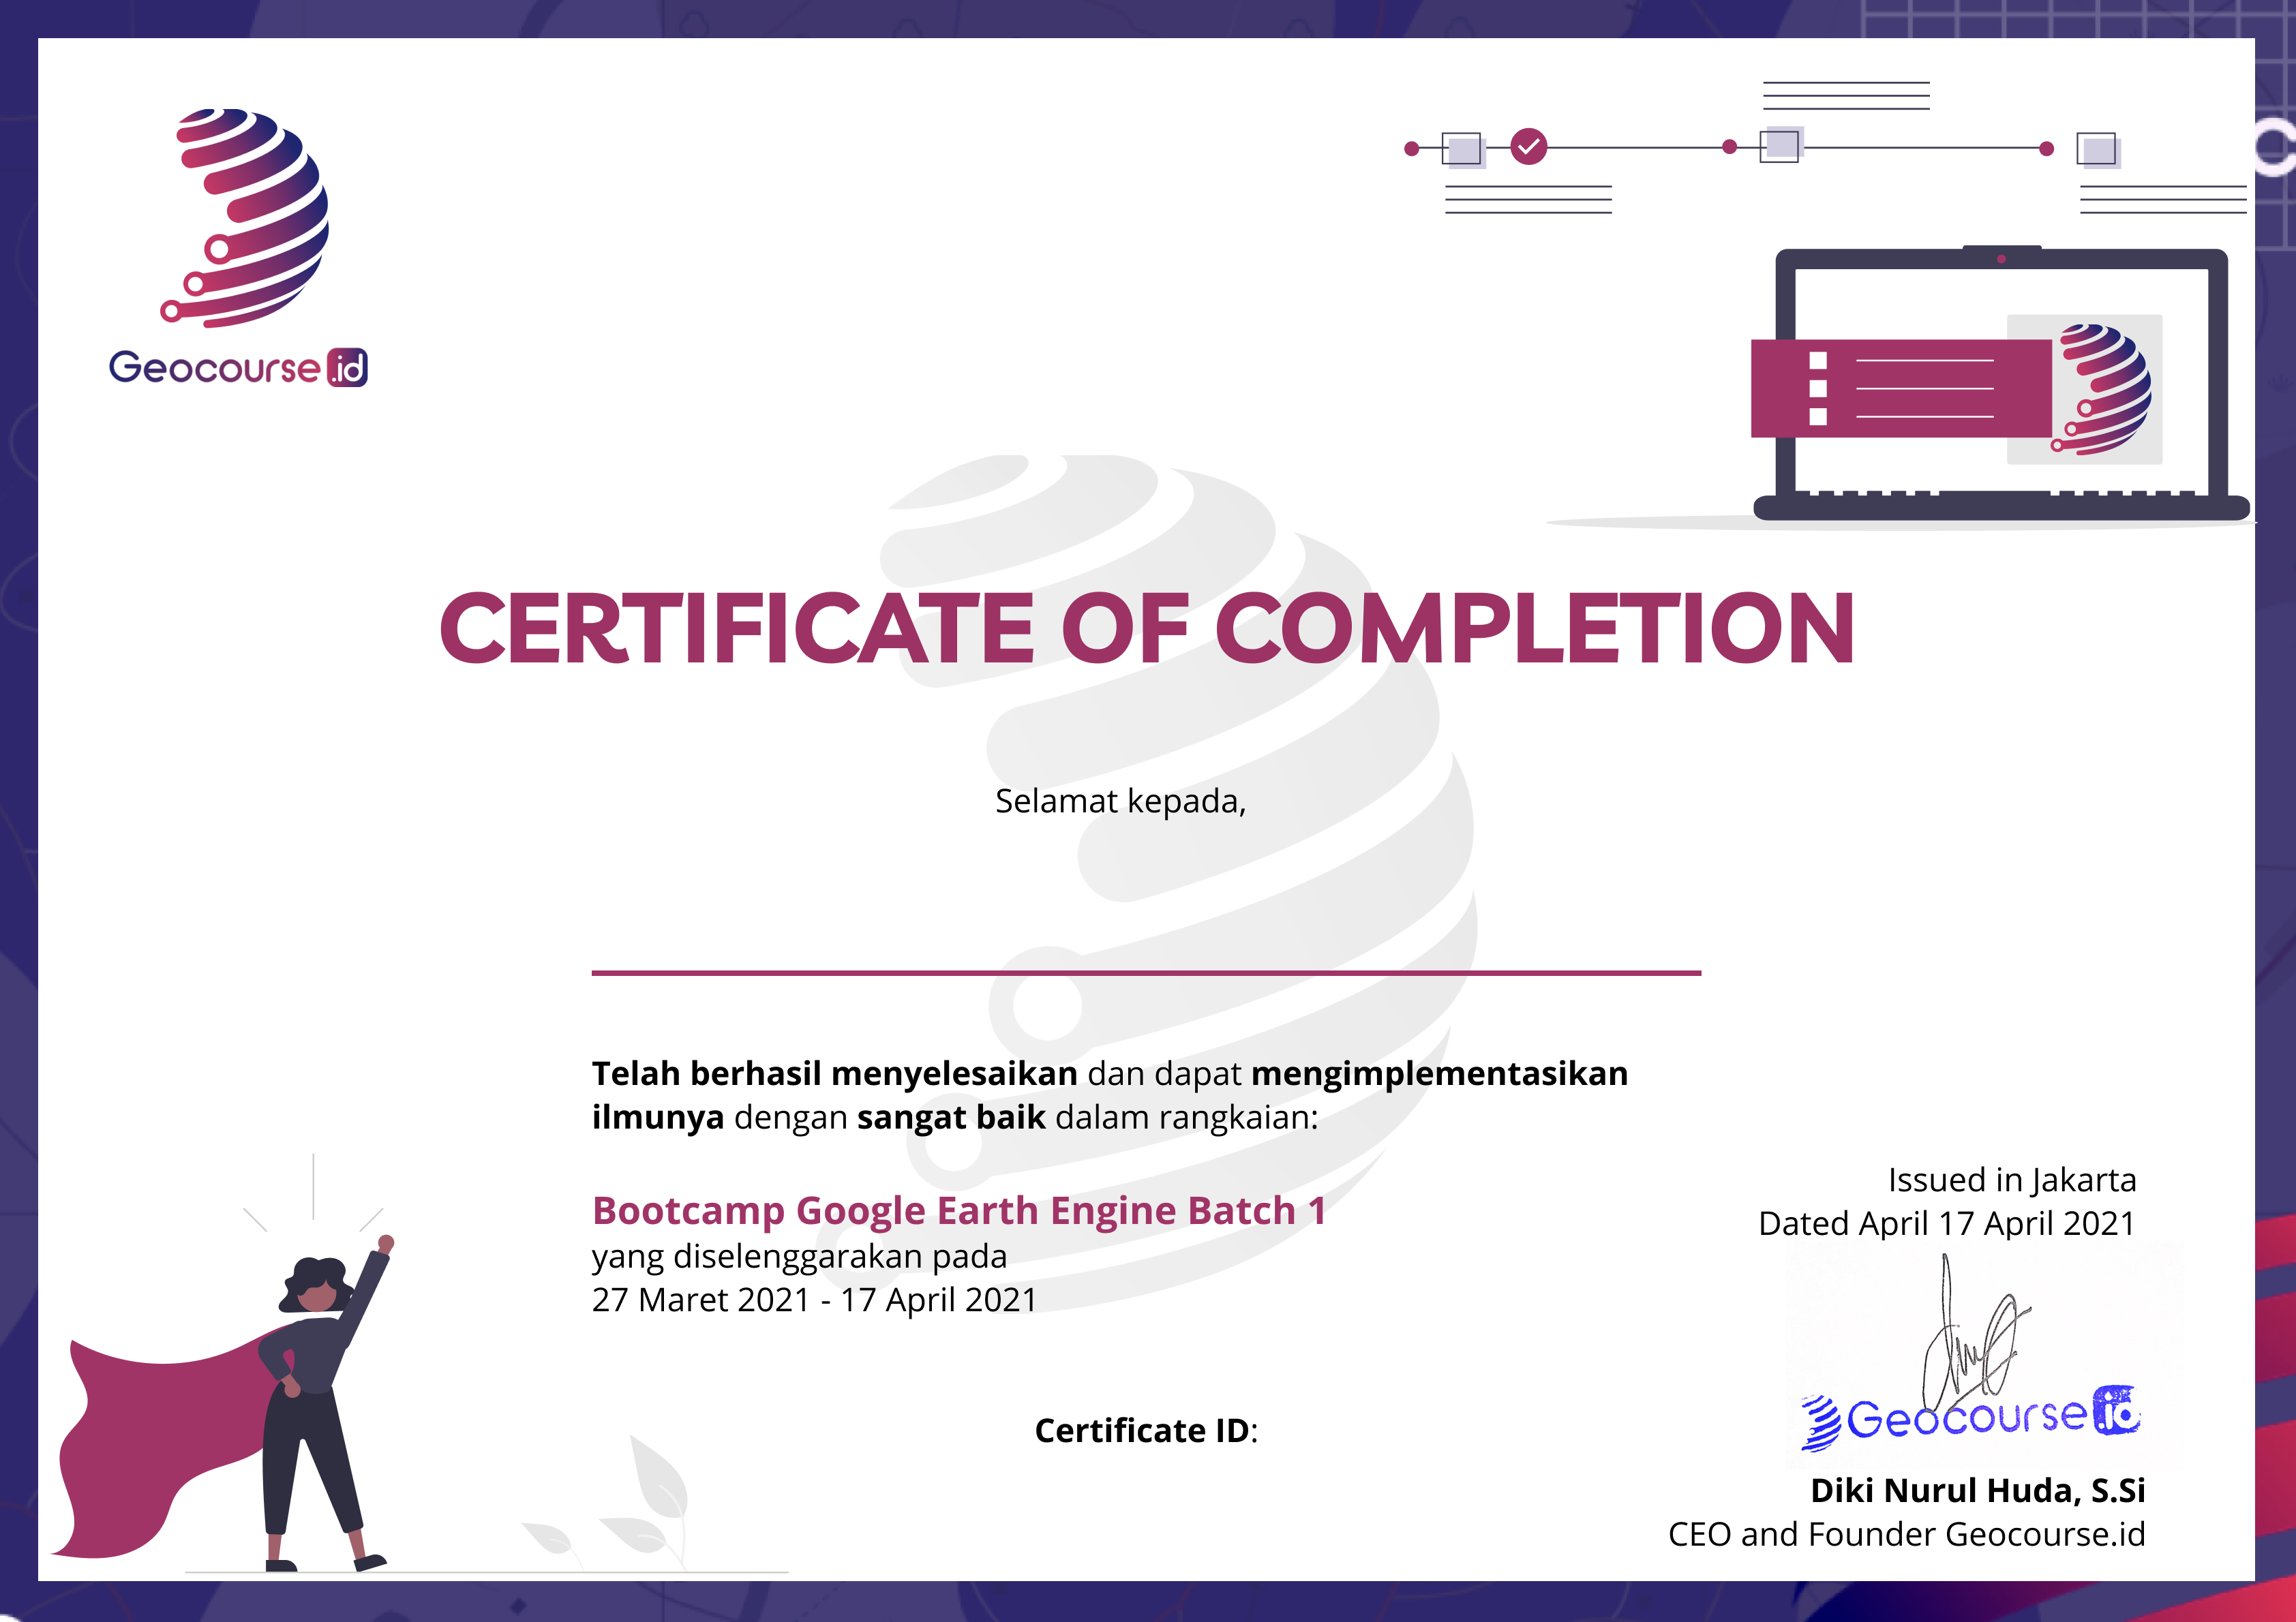 Geocourse.id
CERTIFICATE OF COMPLETION
Selamat kepada,
Telah berhasil menyelesaikan dan dapat mengimplementasikan
ilmunya dengan sangat baik dalam rangkaian:
Bootcamp Google Earth Engine Batch 1
yang diselenggarakan pada
27 Maret 2021 - 17 April 2021
Certificate ID:
Issued in Jakarta
Dated April 17 April 2021
Geocourse.id
Diki Nurul Huda, S.Si
CEO and Founder Geocourse.id